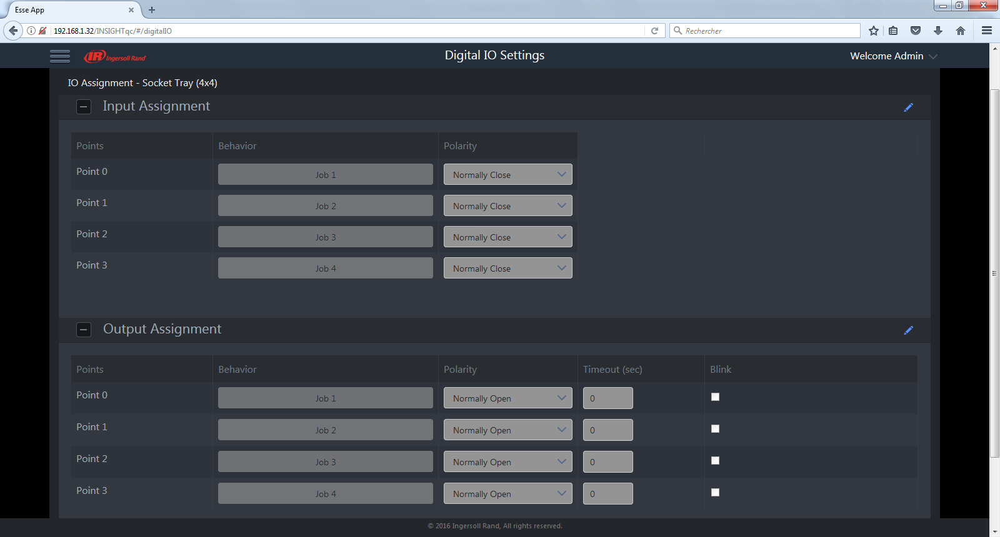 Esse App
192.168.1.32/INSIGHTqc/#/digitalIO
Rechercher
IR Ingersoll Rand
Digital IO Settings
Welcome Admin
IO Assignment - Socket Tray (4x4)
Input Assignment
Points Behavior Polarity
Point 0 Job 1 Normally Close
Point 1 Job 2 Normally Close
Point 2 Job 3 Normally Close
Point 3 Job 4 Normally Close
Output Assignment
Points Behavior Polarity Timeout (sec) Blink
Point 0 Job 1 Normally Open 0
Point 1 Job 2 Normally Open 0
Point 2 Job 3 Normally Open 0
Point 3 Job 4 Normally Open 0
© 2016 Ingersoll Rand, All rights reserved.